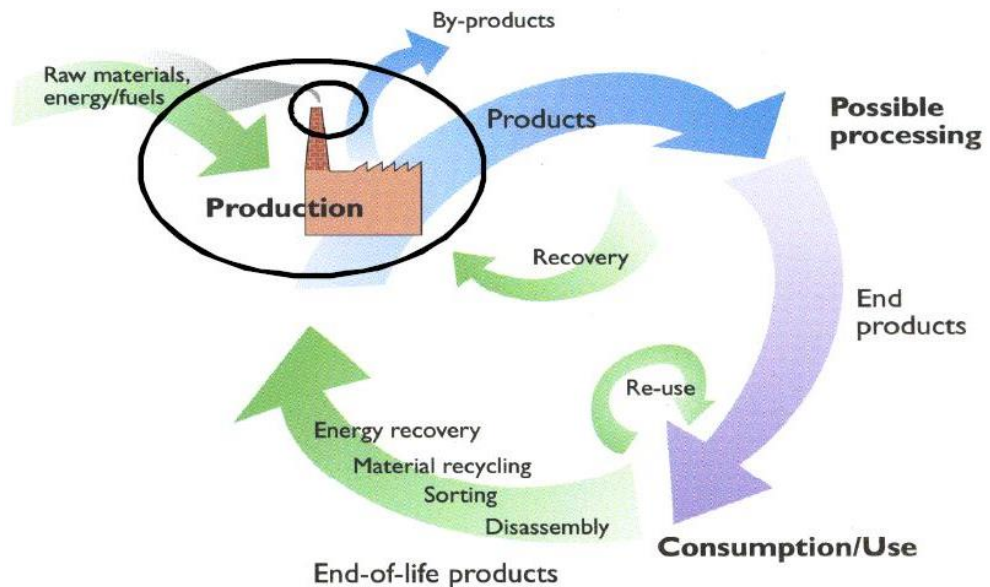 By-products
Raw materials,
energy/fuels
Products
Possible
processing
Production
Recovery
End
products
Re-use
Energy recovery
Material recycling
Sorting
Disassembly
Consumption/Use
End-of-life products